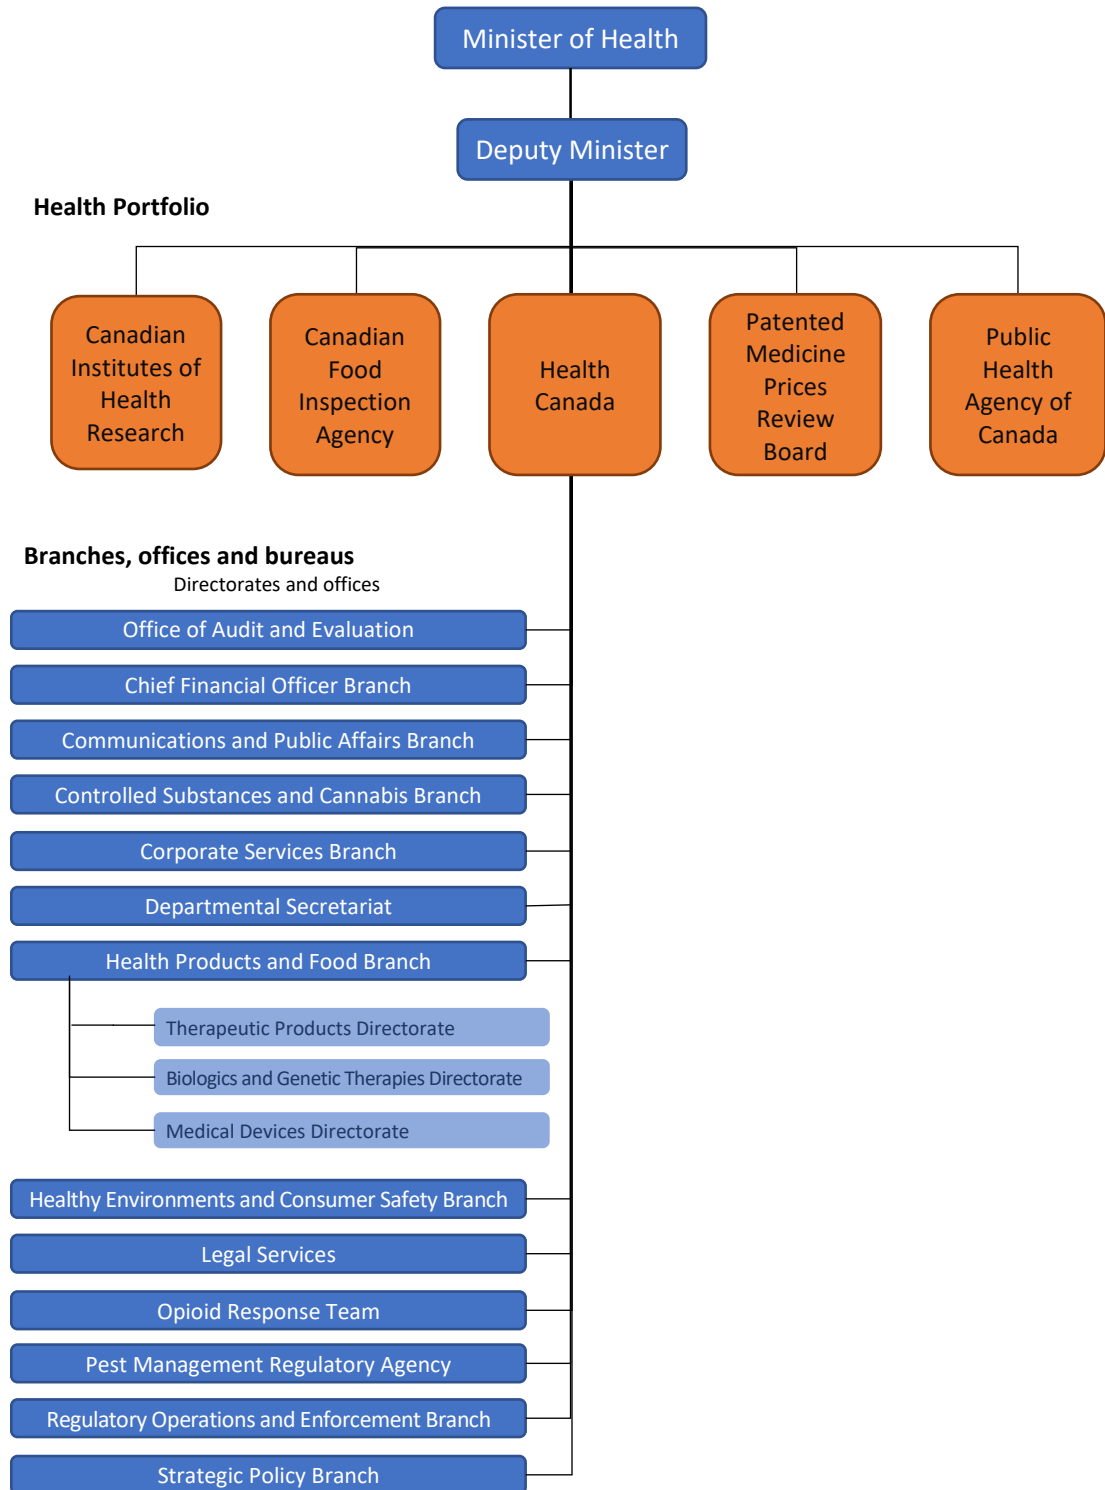 Minister of Health
Deputy Minister
Health Portfolio
Canadian
Institutes of
Health
Research
Canadian
Food
Inspection
Agency
Health
Canada
Patented
Medicine
Prices
Review
Board
Public
Health
Agency of
Canada
Branches, offices and bureaus
Directorates and offices
Office of Audit and Evaluation
Chief Financial Officer Branch
Communications and Public Affairs Branch
Controlled Substances and Cannabis Branch
Corporate Services Branch
Departmental Secretariat
Health Products and Food Branch
Therapeutic Products Directorate
Biologics and Genetic Therapies Directorate
Medical Devices Directorate
Healthy Environments and Consumer Safety Branch
Legal Services
Opioid Response Team
Pest Management Regulatory Agency
Regulatory Operations and Enforcement Branch
Strategic Policy Branch